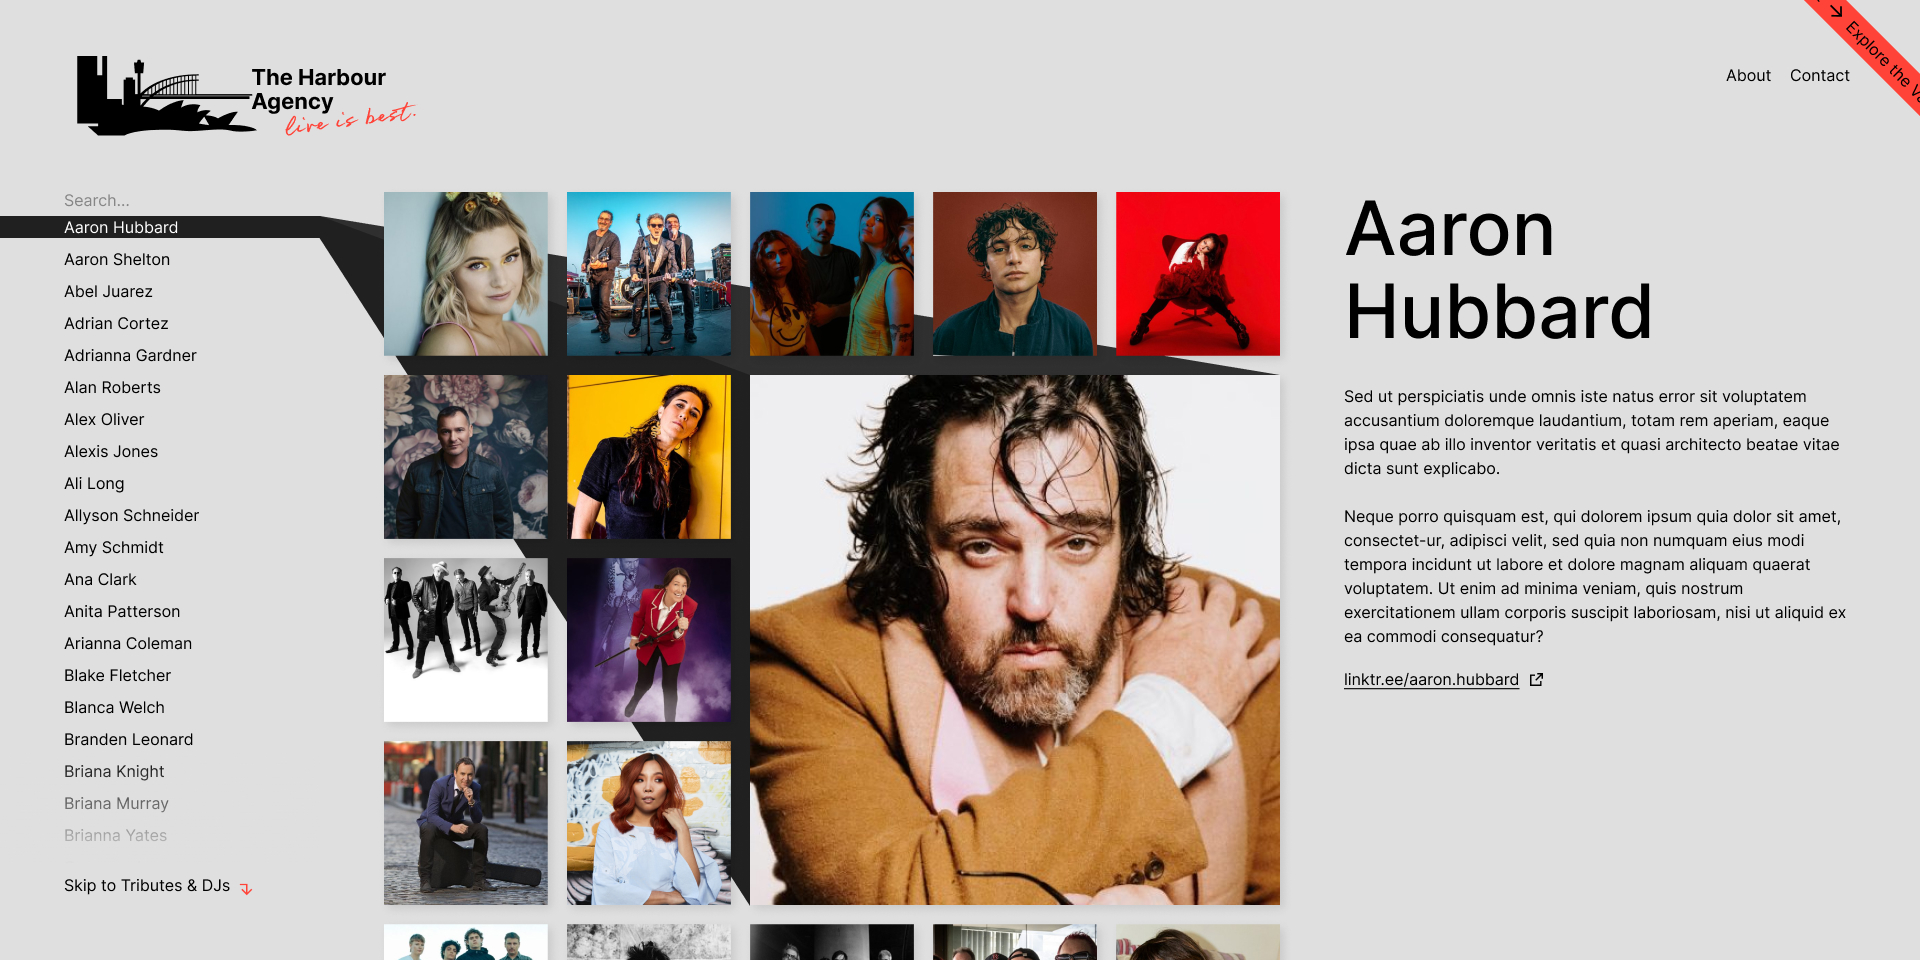 The Harbour
Agency
live is best.
About
Contact
Explore the
Search...
Aaron Hubbard
Aaron Shelton
Abel Juarez
Adrian Cortez
Adrianna Gardner
Alan Roberts
Alex Oliver
Alexis Jones
Ali Long
Allyson Schneider
Amy Schmidt
Ana Clark
Anita Patterson
Arianna Coleman
Blake Fletcher
Blanca Welch
Branden Leonard
Briana Knight
Briana Murray
Brianna Yates
Skip to Tributes & DJs
Aaron
Hubbard
Sed ut perspiciatis unde omnis iste natus error sit voluptatem
accusantium doloremque laudantium, totam rem aperiam, eaque
ipsa quae ab illo inventor veritatis et quasi architecto beatae vitae
dicta sunt explicabo.
Neque porro quisquam est, qui dolorem ipsum quia dolor sit amet,
consectet-ur, adipisci velit, sed quia non numquam eius modi
tempora incidunt ut labore et dolore magnam aliquam quaerat
voluptatem. Ut enim ad minima veniam, quis nostrum
exercitationem ullam corporis suscipit laboriosam, nisi ut aliquid ex
ea commodi consequatur?
linktr.ee/aaron.hubbard